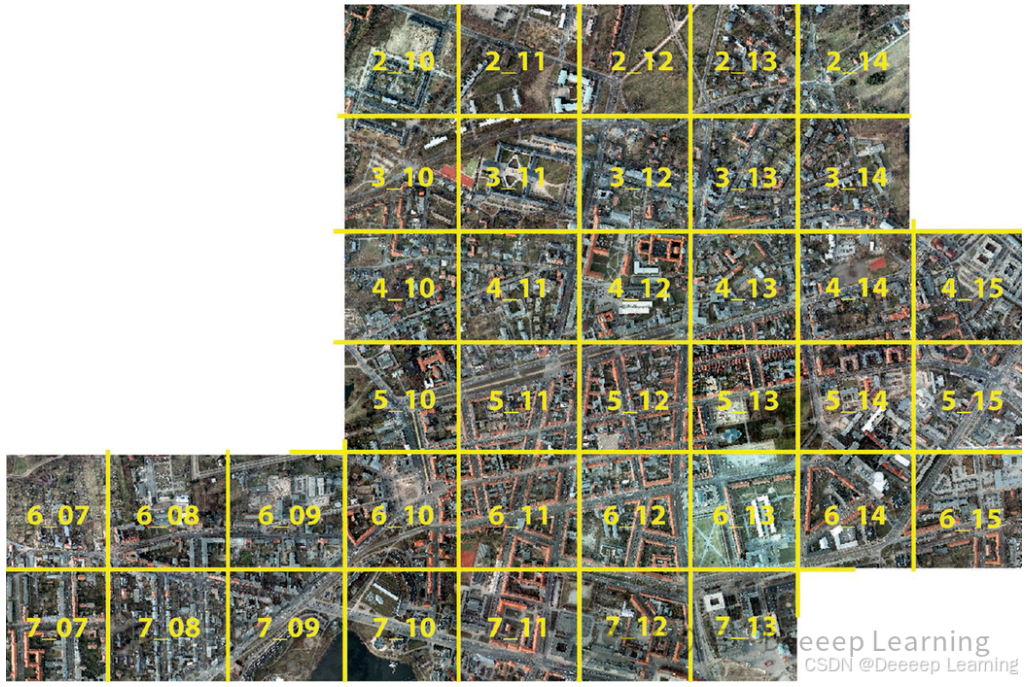 2_10 2_11 2_12 2_13 2_14
3_10 3_11 3_12 3_13 3_14
4_10 4_11 4_12 4_13 4_14 4_15
5_10 5_11 5_12 5_13 5_14 5_15
6_07 6_08 6_09 6_10 6_11 6_12 6_13 6_14 6_15
7_07 7_08 7_09 7_10 7_11 7_12 7_13
Deeeep Learning
CSDN @Deeeep Learning